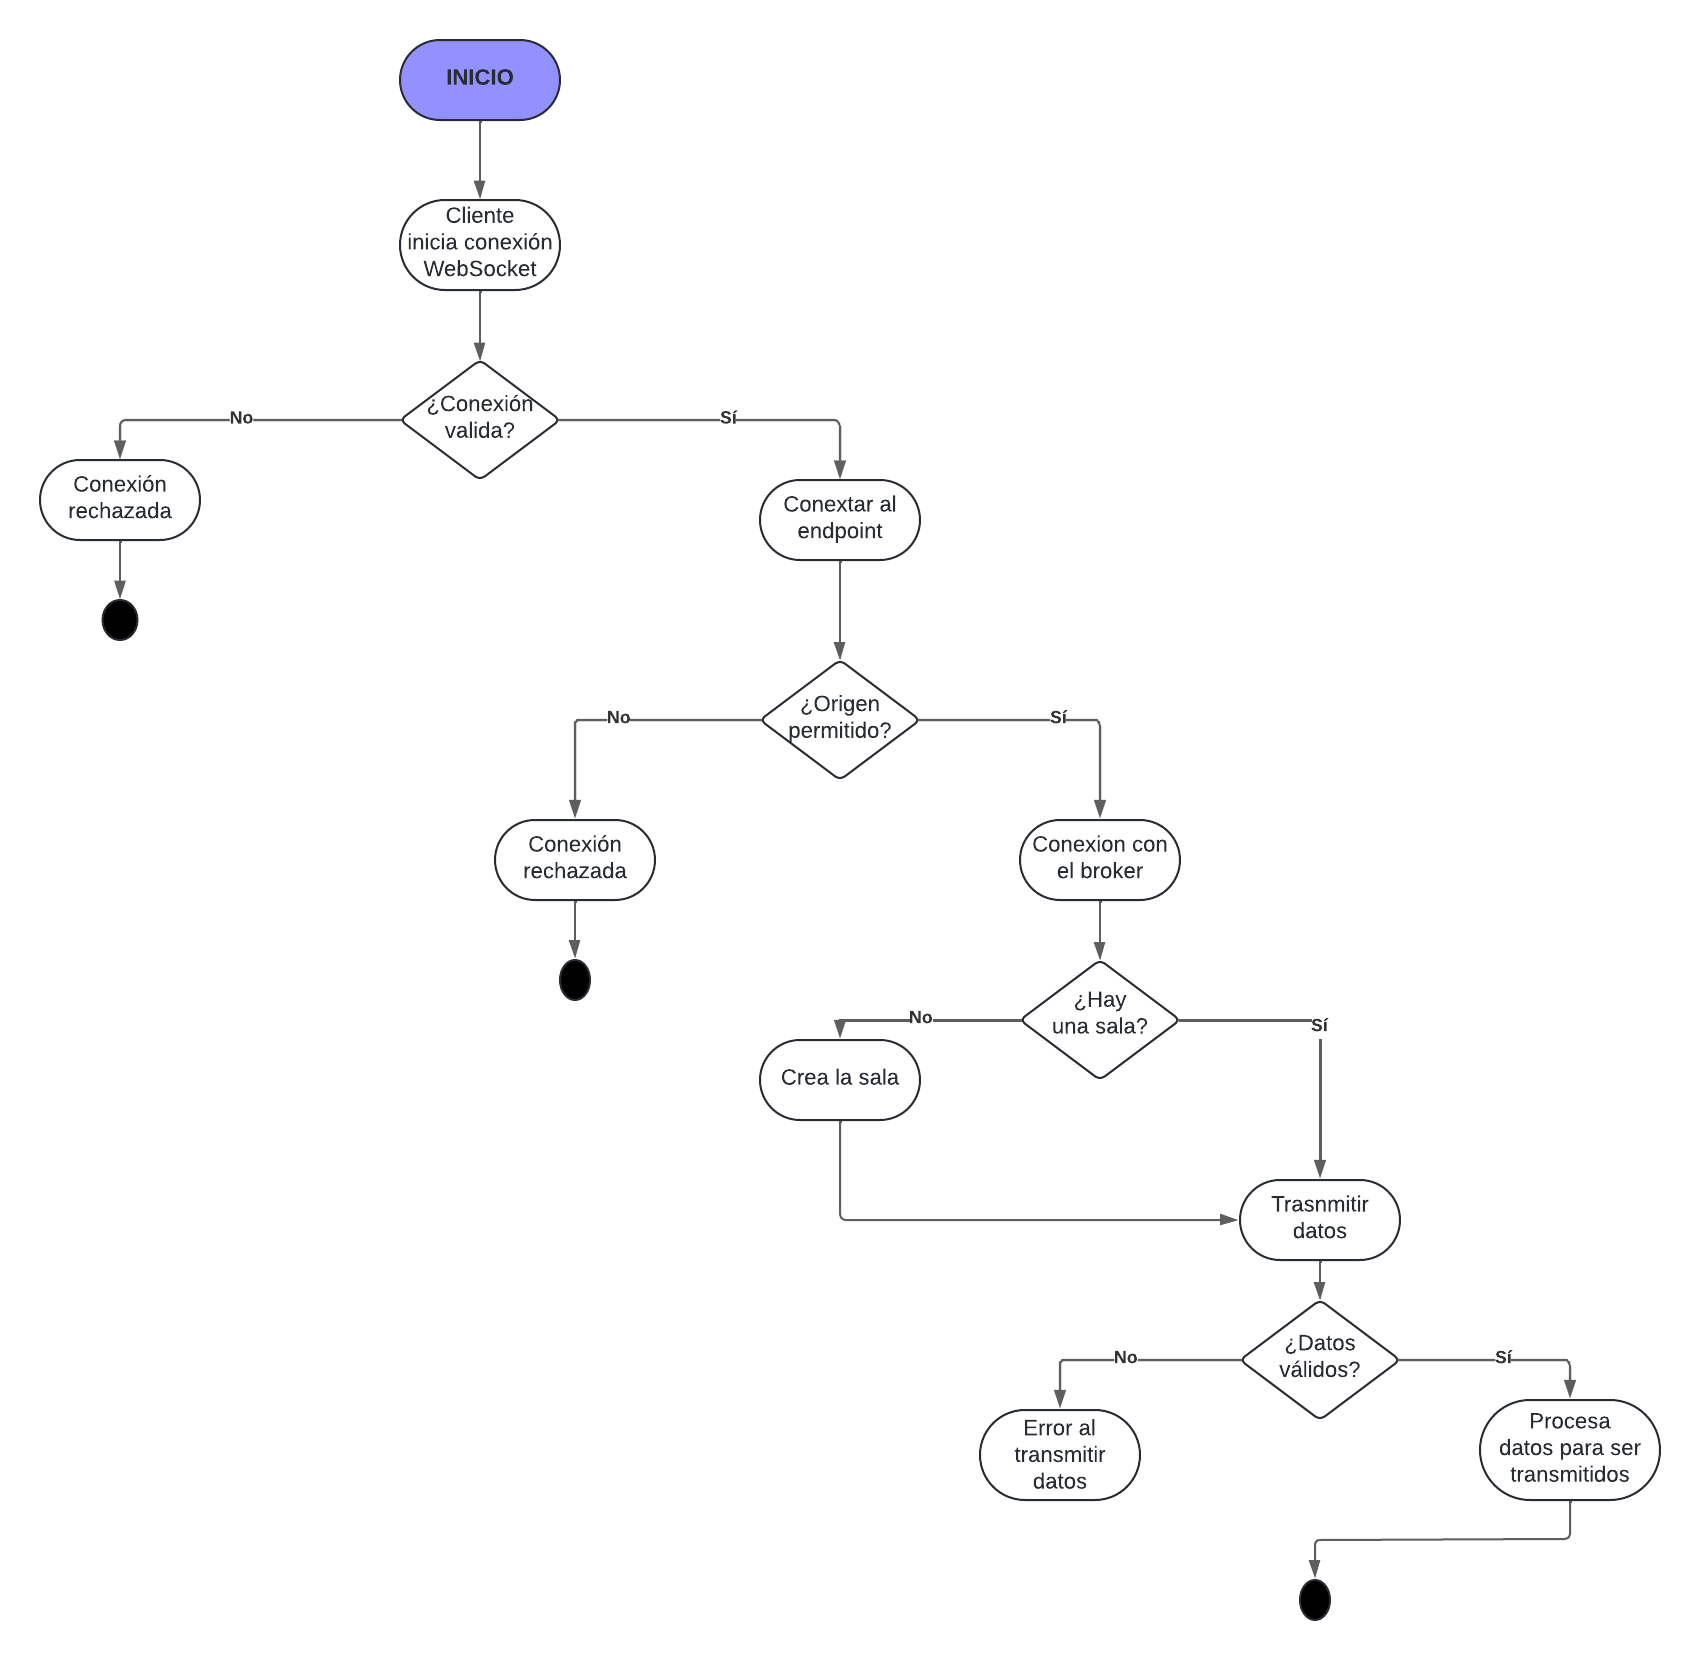 INICIO
Cliente
inicia conexión
WebSocket
¿Conexión
valida?
No
Sí
Conexión
rechazada
Conextar al
endpoint
¿Origen
permitido?
No
Sí
Conexión
rechazada
Conexion con
el broker
¿Hay
una sala?
No
Sí
Crea la sala
Trasnmitir
datos
¿Datos
válidos?
No
Sí
Error al
transmitir
datos
Procesa
datos para ser
transmitidos